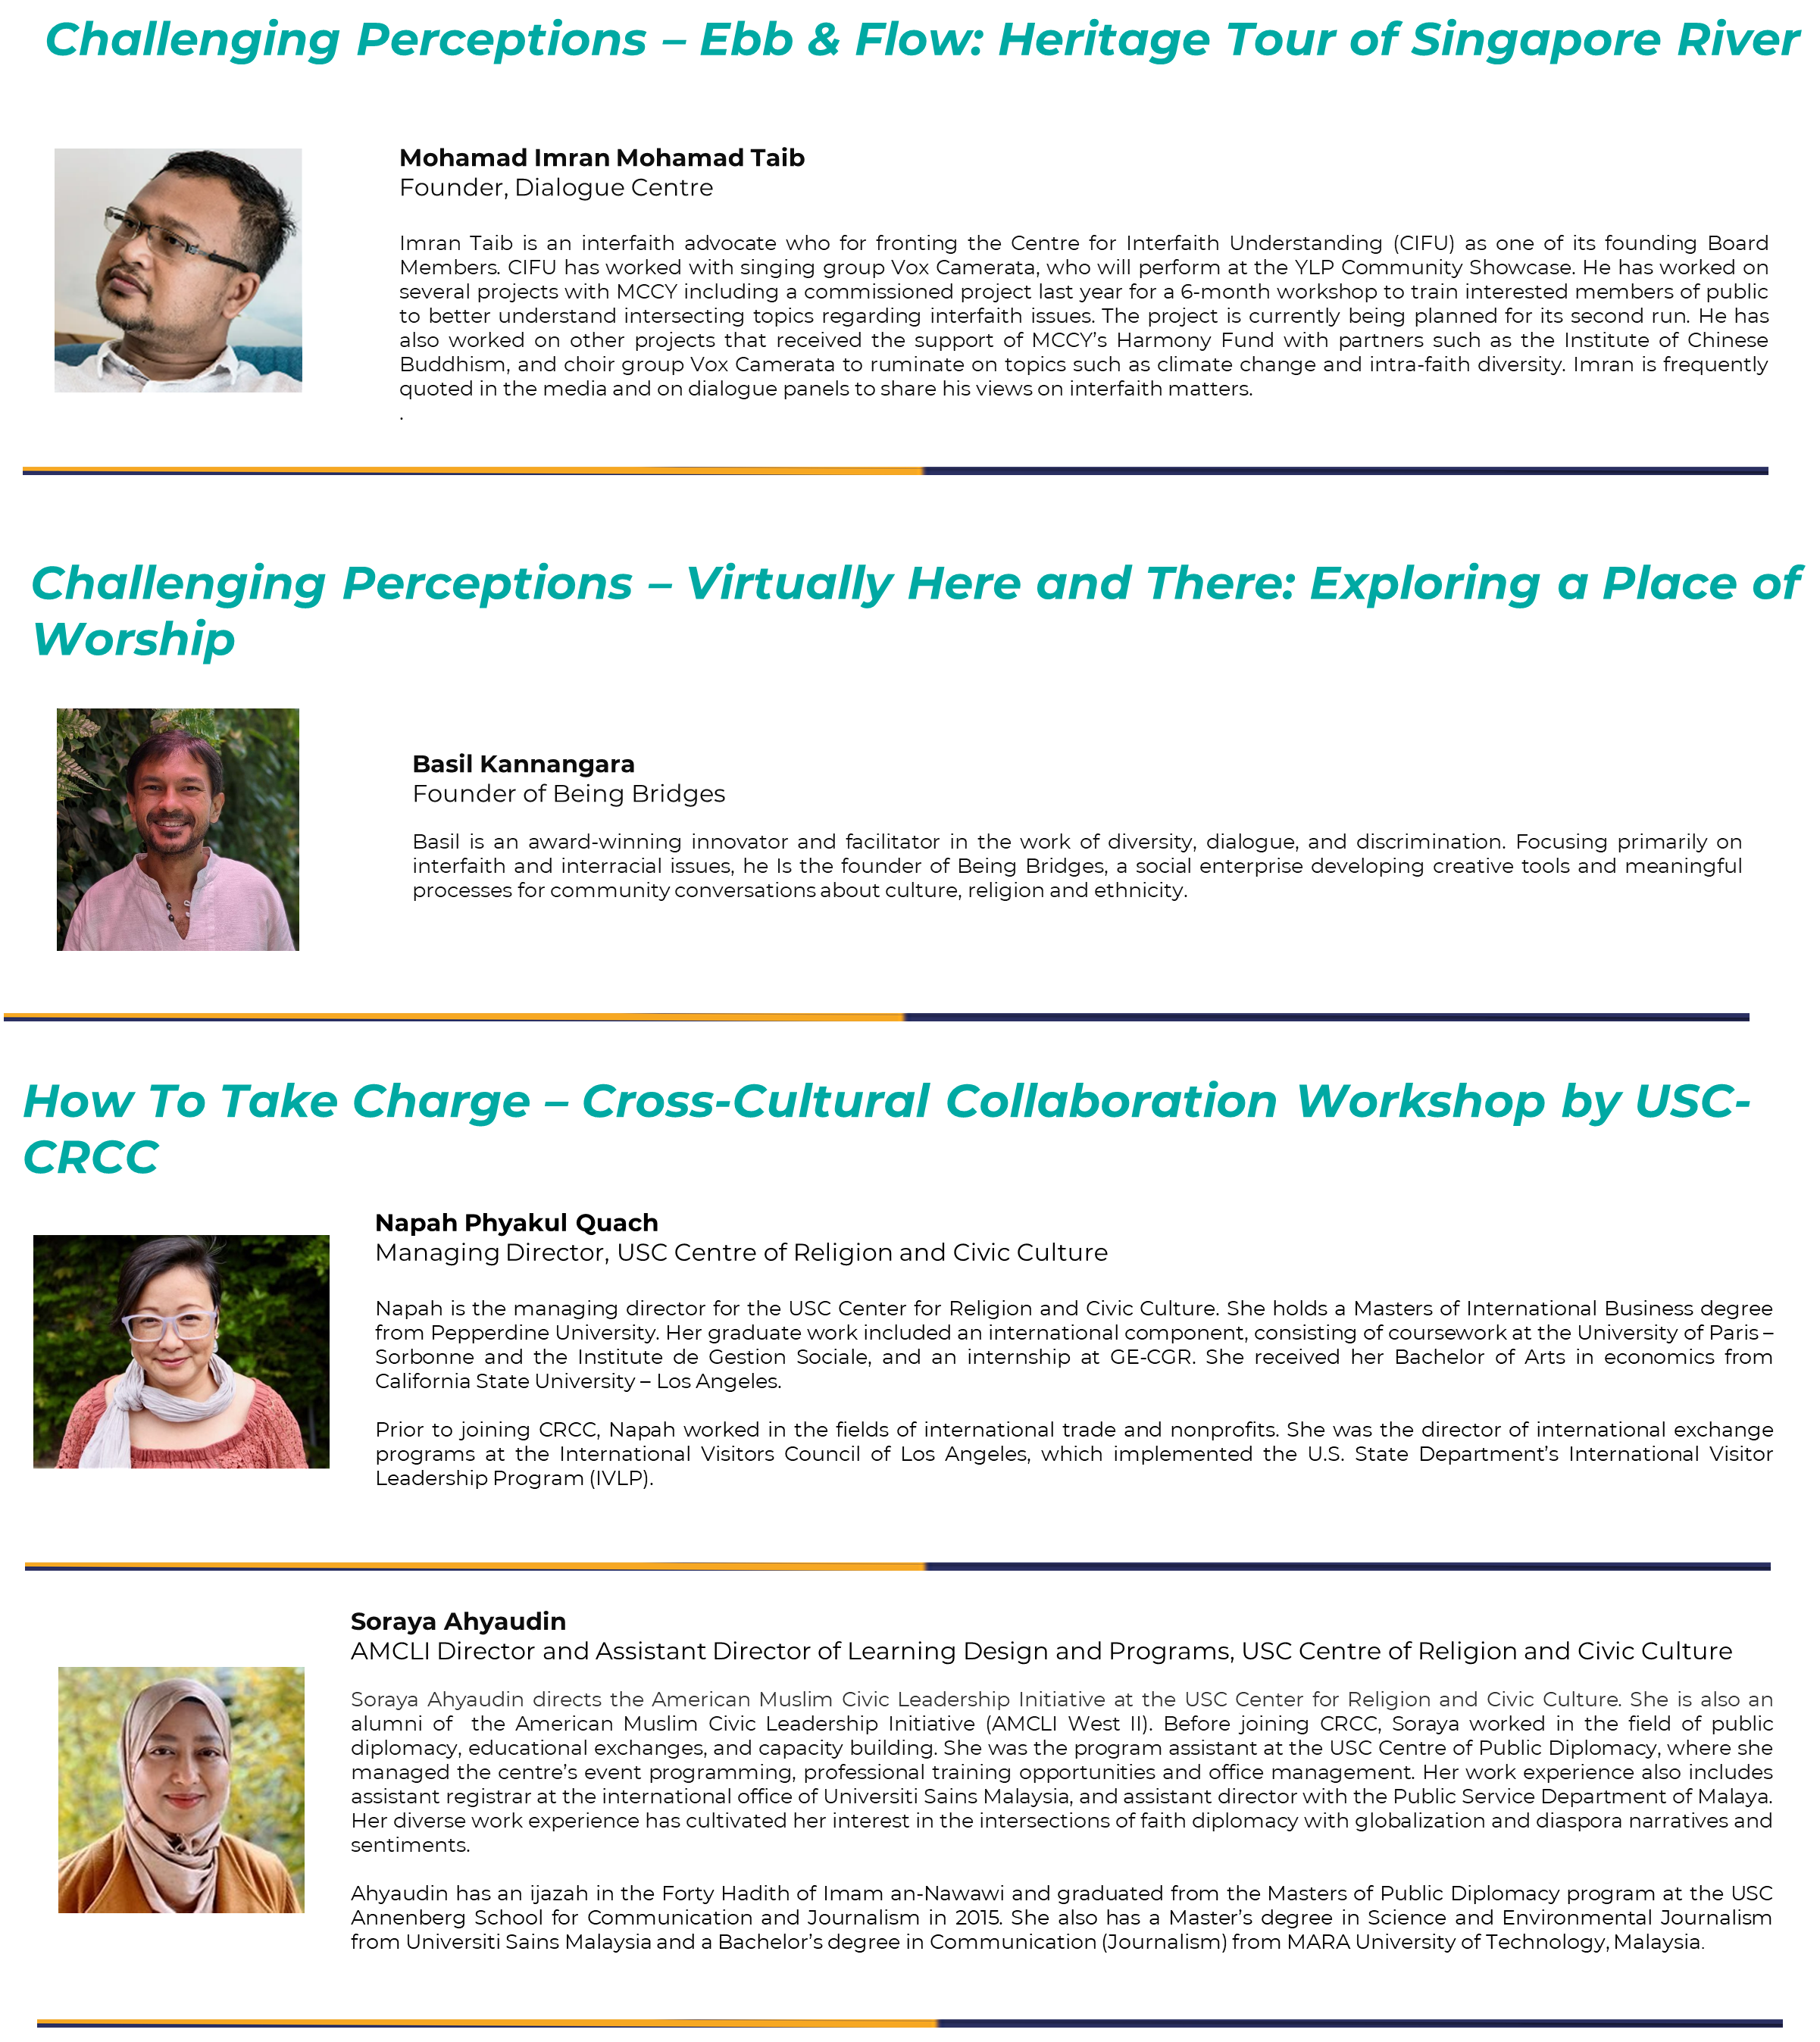 Challenging Perceptions – Ebb & Flow: Heritage Tour of Singapore River
Mohamad Imran Mohamad Taib
Founder, Dialogue Centre
Imran Taib is an interfaith advocate who for fronting the Centre for Interfaith Understanding (CIFU) as one of its founding Board
Members. CIFU has worked with singing group Vox Camerata, who will perform at the YLP Community Showcase. He has worked on
several projects with MCCY including a commissioned project last year for a 6-month workshop to train interested members of public
to better understand intersecting topics regarding interfaith issues. The project is currently being planned for its second run. He has
also worked on other projects that received the support of MCCY’s Harmony Fund with partners such as the Institute of Chinese
Buddhism, and choir group Vox Camerata to ruminate on topics such as climate change and intra-faith diversity. Imran is frequently
quoted in the media and on dialogue panels to share his views on interfaith matters.
.
Challenging Perceptions – Virtually Here and There: Exploring a Place of
Worship
Basil Kannangara
Founder of Being Bridges
Basil is an award-winning innovator and facilitator in the work of diversity, dialogue, and discrimination. Focusing primarily on
interfaith and interracial issues, he Is the founder of Being Bridges, a social enterprise developing creative tools and meaningful
processes for community conversations about culture, religion and ethnicity.
How To Take Charge – Cross-Cultural Collaboration Workshop by USC-
CRCC
Napah Phyakul Quach
Managing Director, USC Centre of Religion and Civic Culture
Napah is the managing director for the USC Center for Religion and Civic Culture. She holds a Masters of International Business degree
from Pepperdine University. Her graduate work included an international component, consisting of coursework at the University of Paris –
Sorbonne and the Institute de Gestion Sociale, and an internship at GE-CGR. She received her Bachelor of Arts in economics from
California State University – Los Angeles.
Prior to joining CRCC, Napah worked in the fields of international trade and nonprofits. She was the director of international exchange
programs at the International Visitors Council of Los Angeles, which implemented the U.S. State Department’s International Visitor
Leadership Program (IVLP).
Soraya Ahyaudin
AMCLI Director and Assistant Director of Learning Design and Programs, USC Centre of Religion and Civic Culture
Soraya Ahyaudin directs the American Muslim Civic Leadership Initiative at the USC Center for Religion and Civic Culture. She is also an
alumni of the American Muslim Civic Leadership Initiative (AMCLI West II). Before joining CRCC, Soraya worked in the field of public
diplomacy, educational exchanges, and capacity building. She was the program assistant at the USC Centre of Public Diplomacy, where she
managed the centre’s event programming, professional training opportunities and office management. Her work experience also includes
assistant registrar at the international office of Universiti Sains Malaysia, and assistant director with the Public Service Department of Malaya.
Her diverse work experience has cultivated her interest in the intersections of faith diplomacy with globalization and diaspora narratives and
sentiments.
Ahyaudin has an ijazah in the Forty Hadith of Imam an-Nawawi and graduated from the Masters of Public Diplomacy program at the USC
Annenberg School for Communication and Journalism in 2015. She also has a Master’s degree in Science and Environmental Journalism
from Universiti Sains Malaysia and a Bachelor’s degree in Communication (Journalism) from MARA University of Technology, Malaysia.